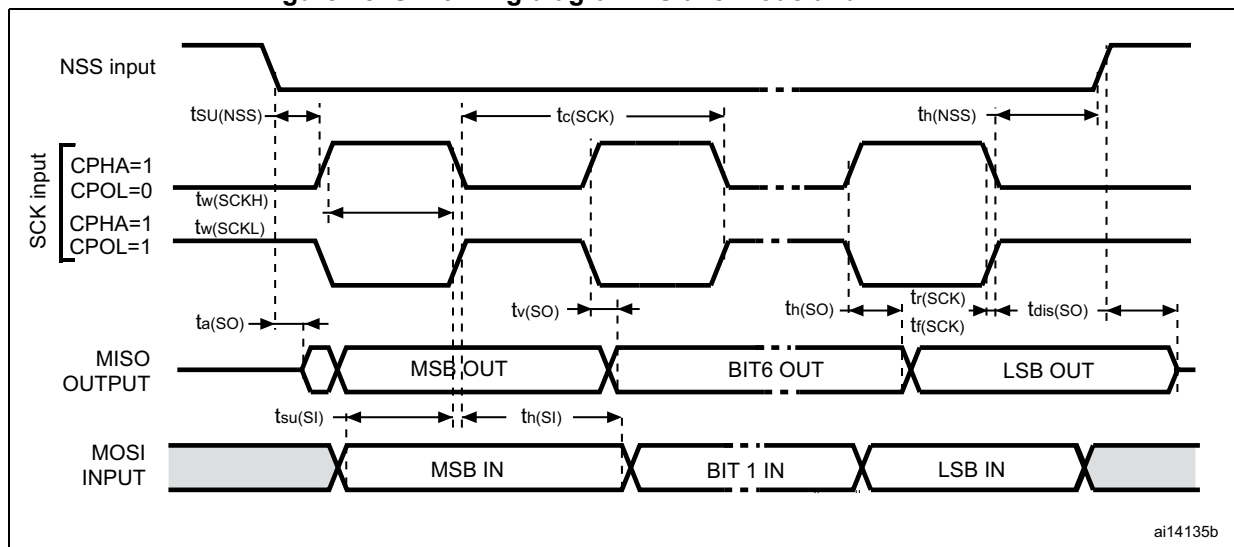 NSS input
tSU(NSS)
tc(SCK)
th(NSS)
SCK input
CPHA=1
CPOL=0
tw(SCKH)
CPHA=1
tw(SCKL)
CPOL=1
ta(SO)
tv(SO)
th(SO)
tr(SCK)
tf(SCK)
tdis(SO)
MISO
OUTPUT
MSB OUT
BIT6 OUT
LSB OUT
tsu(SI)
th(SI)
MOSI
INPUT
MSB IN
BIT 1 IN
LSB IN
ai14135b